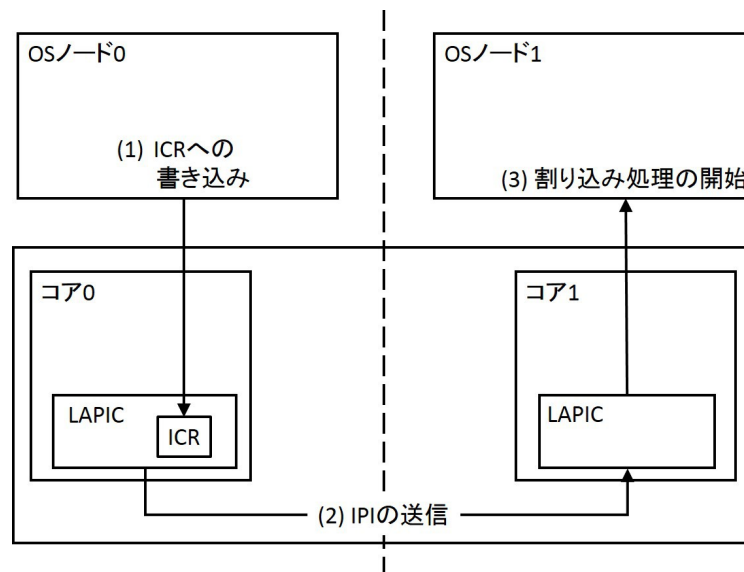 OSノード0
OSノード1
(1) ICRへの
書き込み
(3) 割り込み処理の開始
コア0
コア1
LAPIC
ICR
LAPIC
(2) IPIの送信